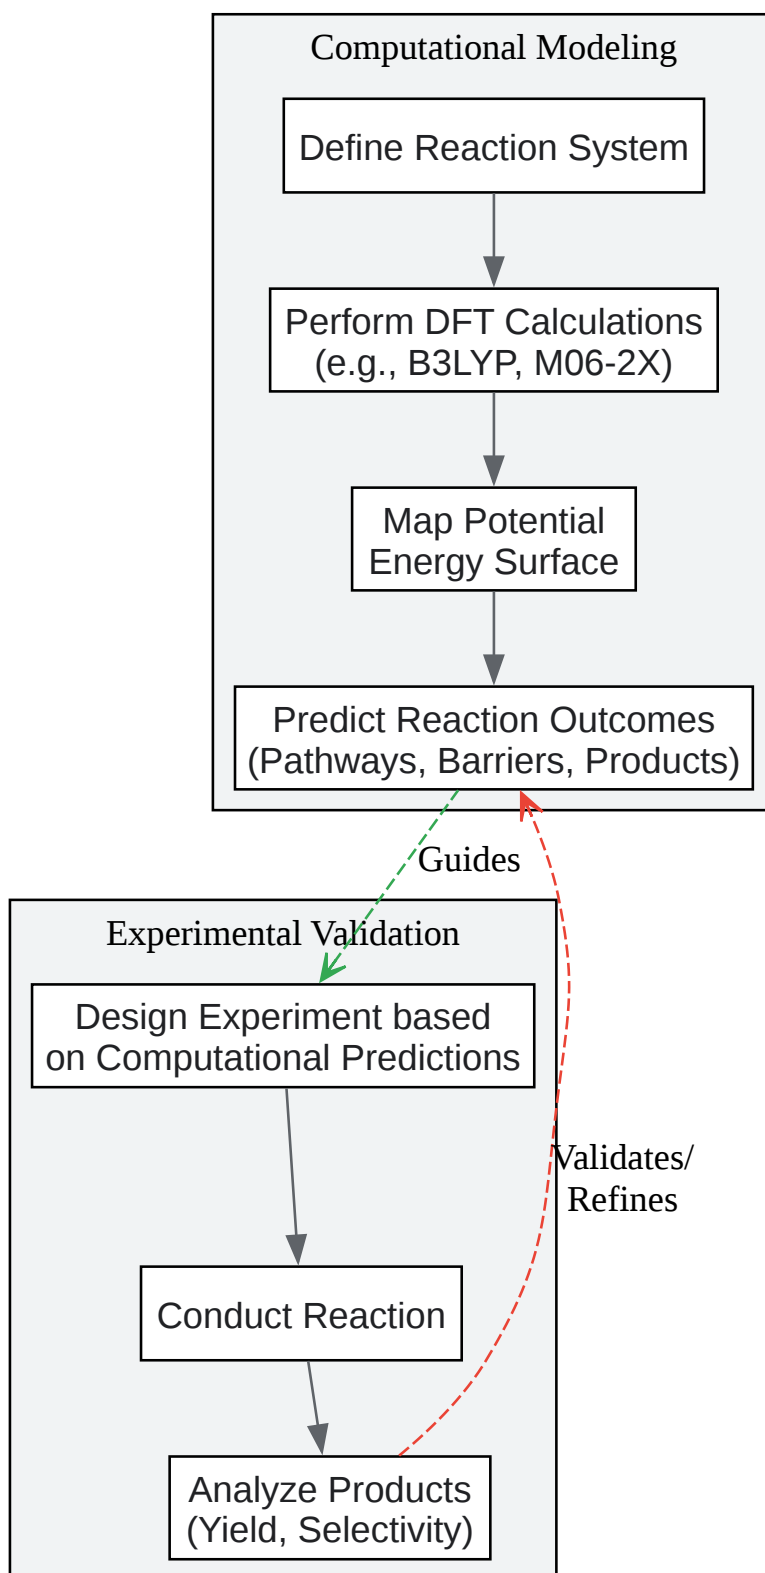 Computational Modeling
Define Reaction System
Perform DFT Calculations
(e.g., B3LYP, M06-2X)
Map Potential
Energy Surface
Predict Reaction Outcomes
(Pathways, Barriers, Products)
Guides
Experimental Validation
Design Experiment based
on Computational Predictions
Validates/
Refines
Conduct Reaction
Analyze Products
(Yield, Selectivity)